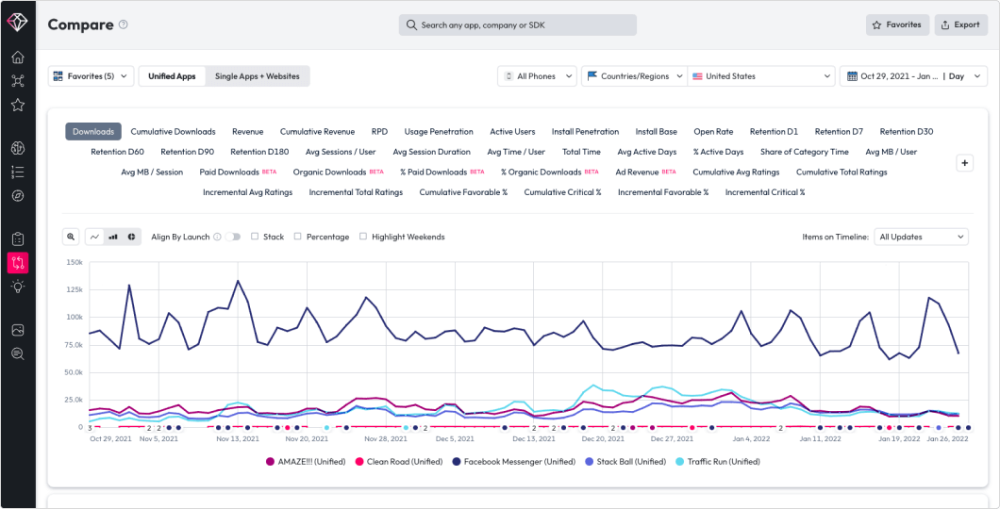 Compare
Search any app, company or SDK
Favorites
Export
Favorites (5)
Unified Apps
Single Apps + Websites
All Phones
Countries/Regions
United States
Oct 29, 2021 - Jan ... | Day
Downloads Cumulative Downloads Revenue Cumulative Revenue RPD Usage Penetration Active Users Install Penetration Install Base Open Rate Retention D1 Retention D7 Retention D30
Retention D60 Retention D90 Retention D180 Avg Sessions / User Avg Session Duration Avg Time / User Total Time Avg Active Days % Active Days Share of Category Time Avg MB / User
Avg MB / Session Paid Downloads BETA Organic Downloads BETA % Paid Downloads BETA % Organic Downloads BETA Ad Revenue BETA Cumulative Avg Ratings Cumulative Total Ratings
Incremental Avg Ratings Incremental Total Ratings Cumulative Favorable % Cumulative Critical % Incremental Favorable % Incremental Critical %
+
Align By Launch Stack Percentage Highlight Weekends
Items on Timeline: All Updates
150k
125k
100k
75.0k
50.0k
25.0k
0 3 2 2 2 2 2 2 2
Oct 29, 2021 Nov 5, 2021 Nov 13, 2021 Nov 20, 2021 Nov 28, 2021 Dec 5, 2021 Dec 13, 2021 Dec 20, 2021 Dec 27, 2021 Jan 4, 2022 Jan 11, 2022 Jan 19, 2022 Jan 26, 2022
AMAZE!!! (Unified) Clean Road (Unified) Facebook Messenger (Unified) Stack Ball (Unified) Traffic Run (Unified)